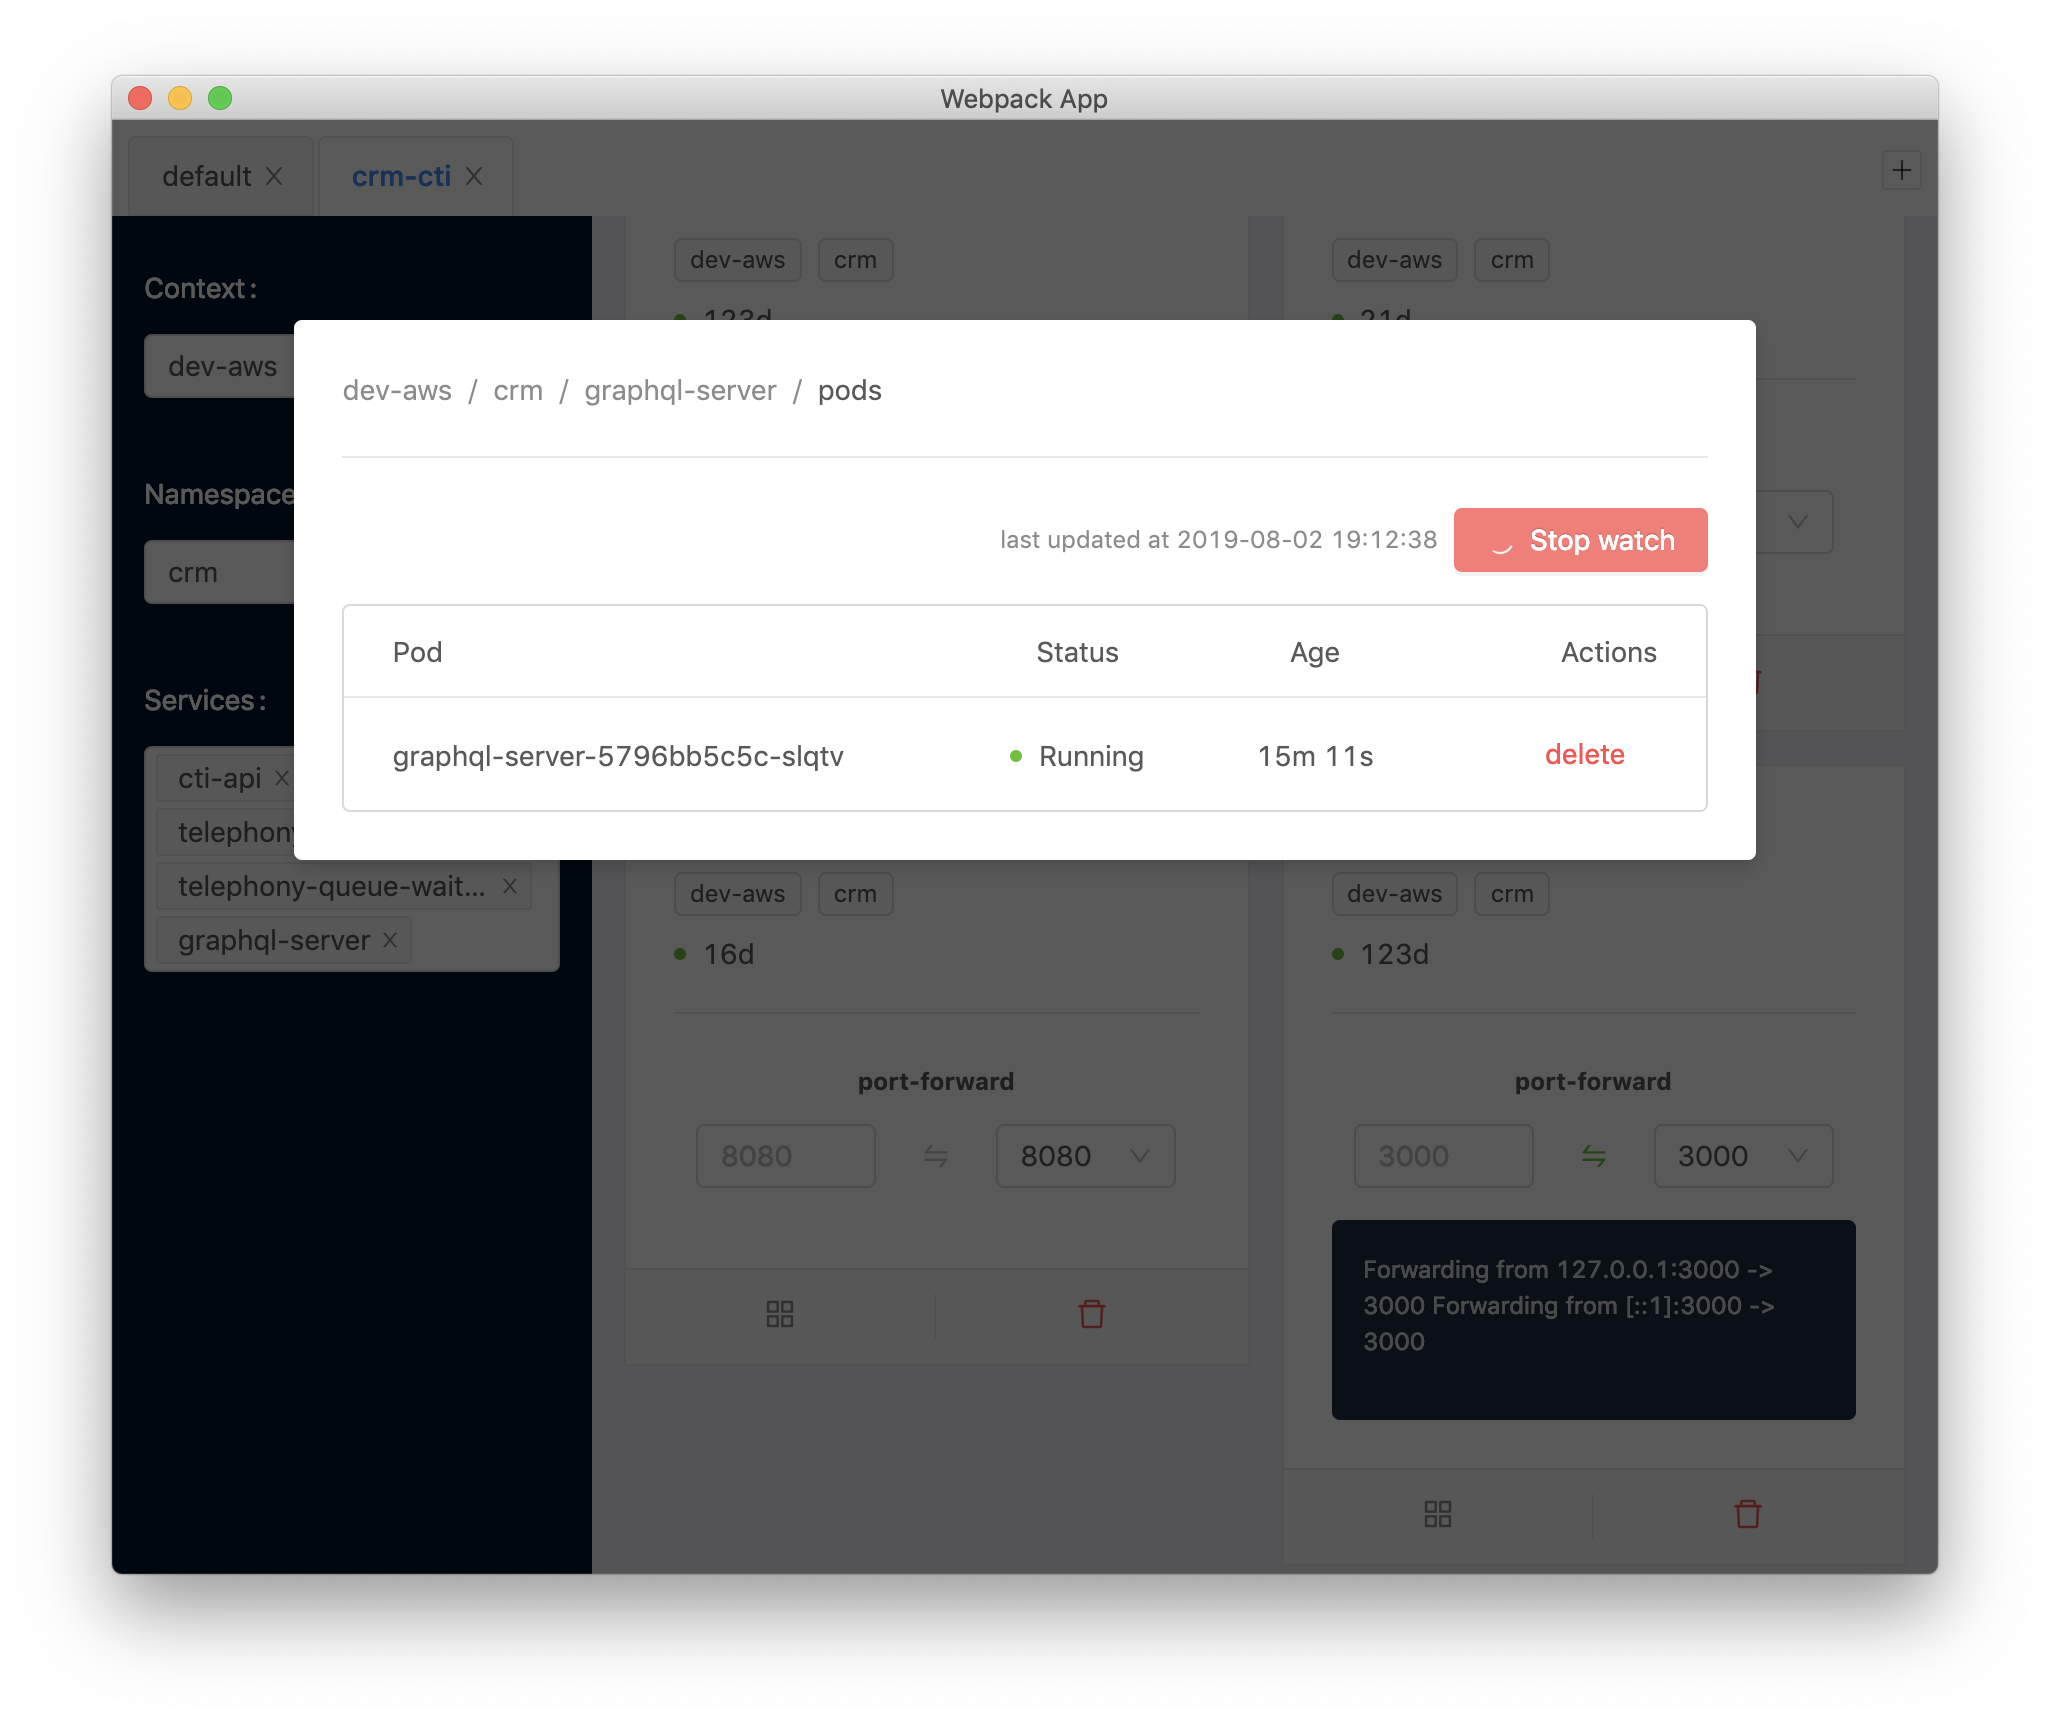 Webpack App
default
crm-cti
Context:
dev-aws
Namespace
crm
Services:
cti-api
telephony
telephony-queue-wait...
graphql-server
dev-aws crm
123d
dev-aws crm
21d
dev-aws / crm / graphql-server / pods
last updated at 2019-08-02 19:12:38
Stop watch
Pod Status Age Actions
graphql-server-5796bb5c5c-slqtv Running 15m 11s delete
dev-aws crm
16d
port-forward
8080 8080
dev-aws crm
123d
port-forward
3000 3000
Forwarding from 127.0.0.1:3000 ->
3000 Forwarding from [::1]:3000 ->
3000